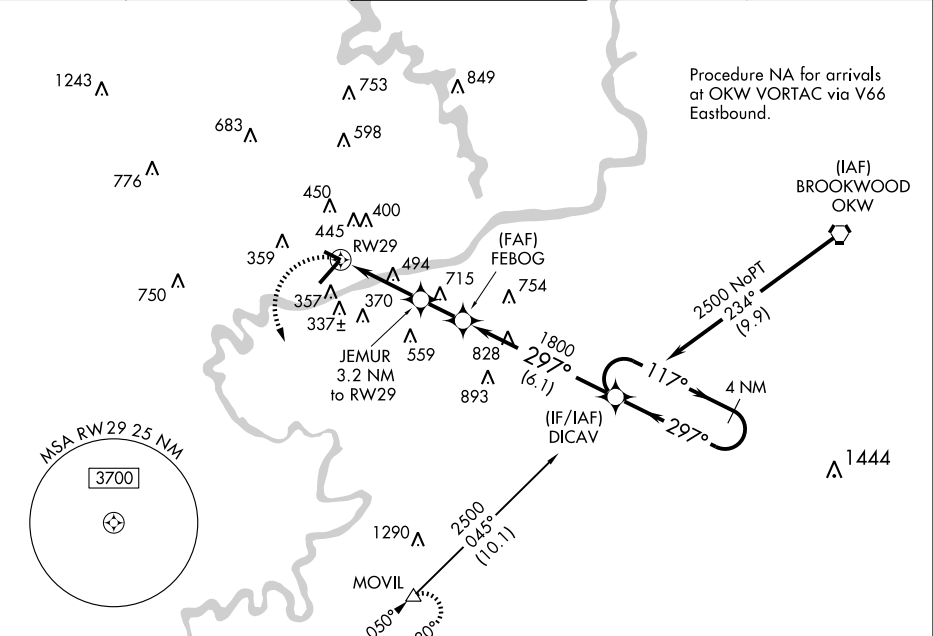 1243
753
849
Procedure NA for arrivals
at OKW VORTAC via V66
Eastbound.
683
598
776
(IAF)
BROOKWOOD
OKW
450
400
445
RW29
359
(FAF)
FEBOG
494
715
754
750
357
370
337±
2500 NoPT
234°
(9.9)
JEMUR
3.2 NM
to RW29
559
828
1800
297°
(6.1)
893
117°
4 NM
297°
(IF/IAF)
DICAV
MSA RW29 25 NM
3700
1444
1290
2500
045°
(10.1)
MOVIL
050°